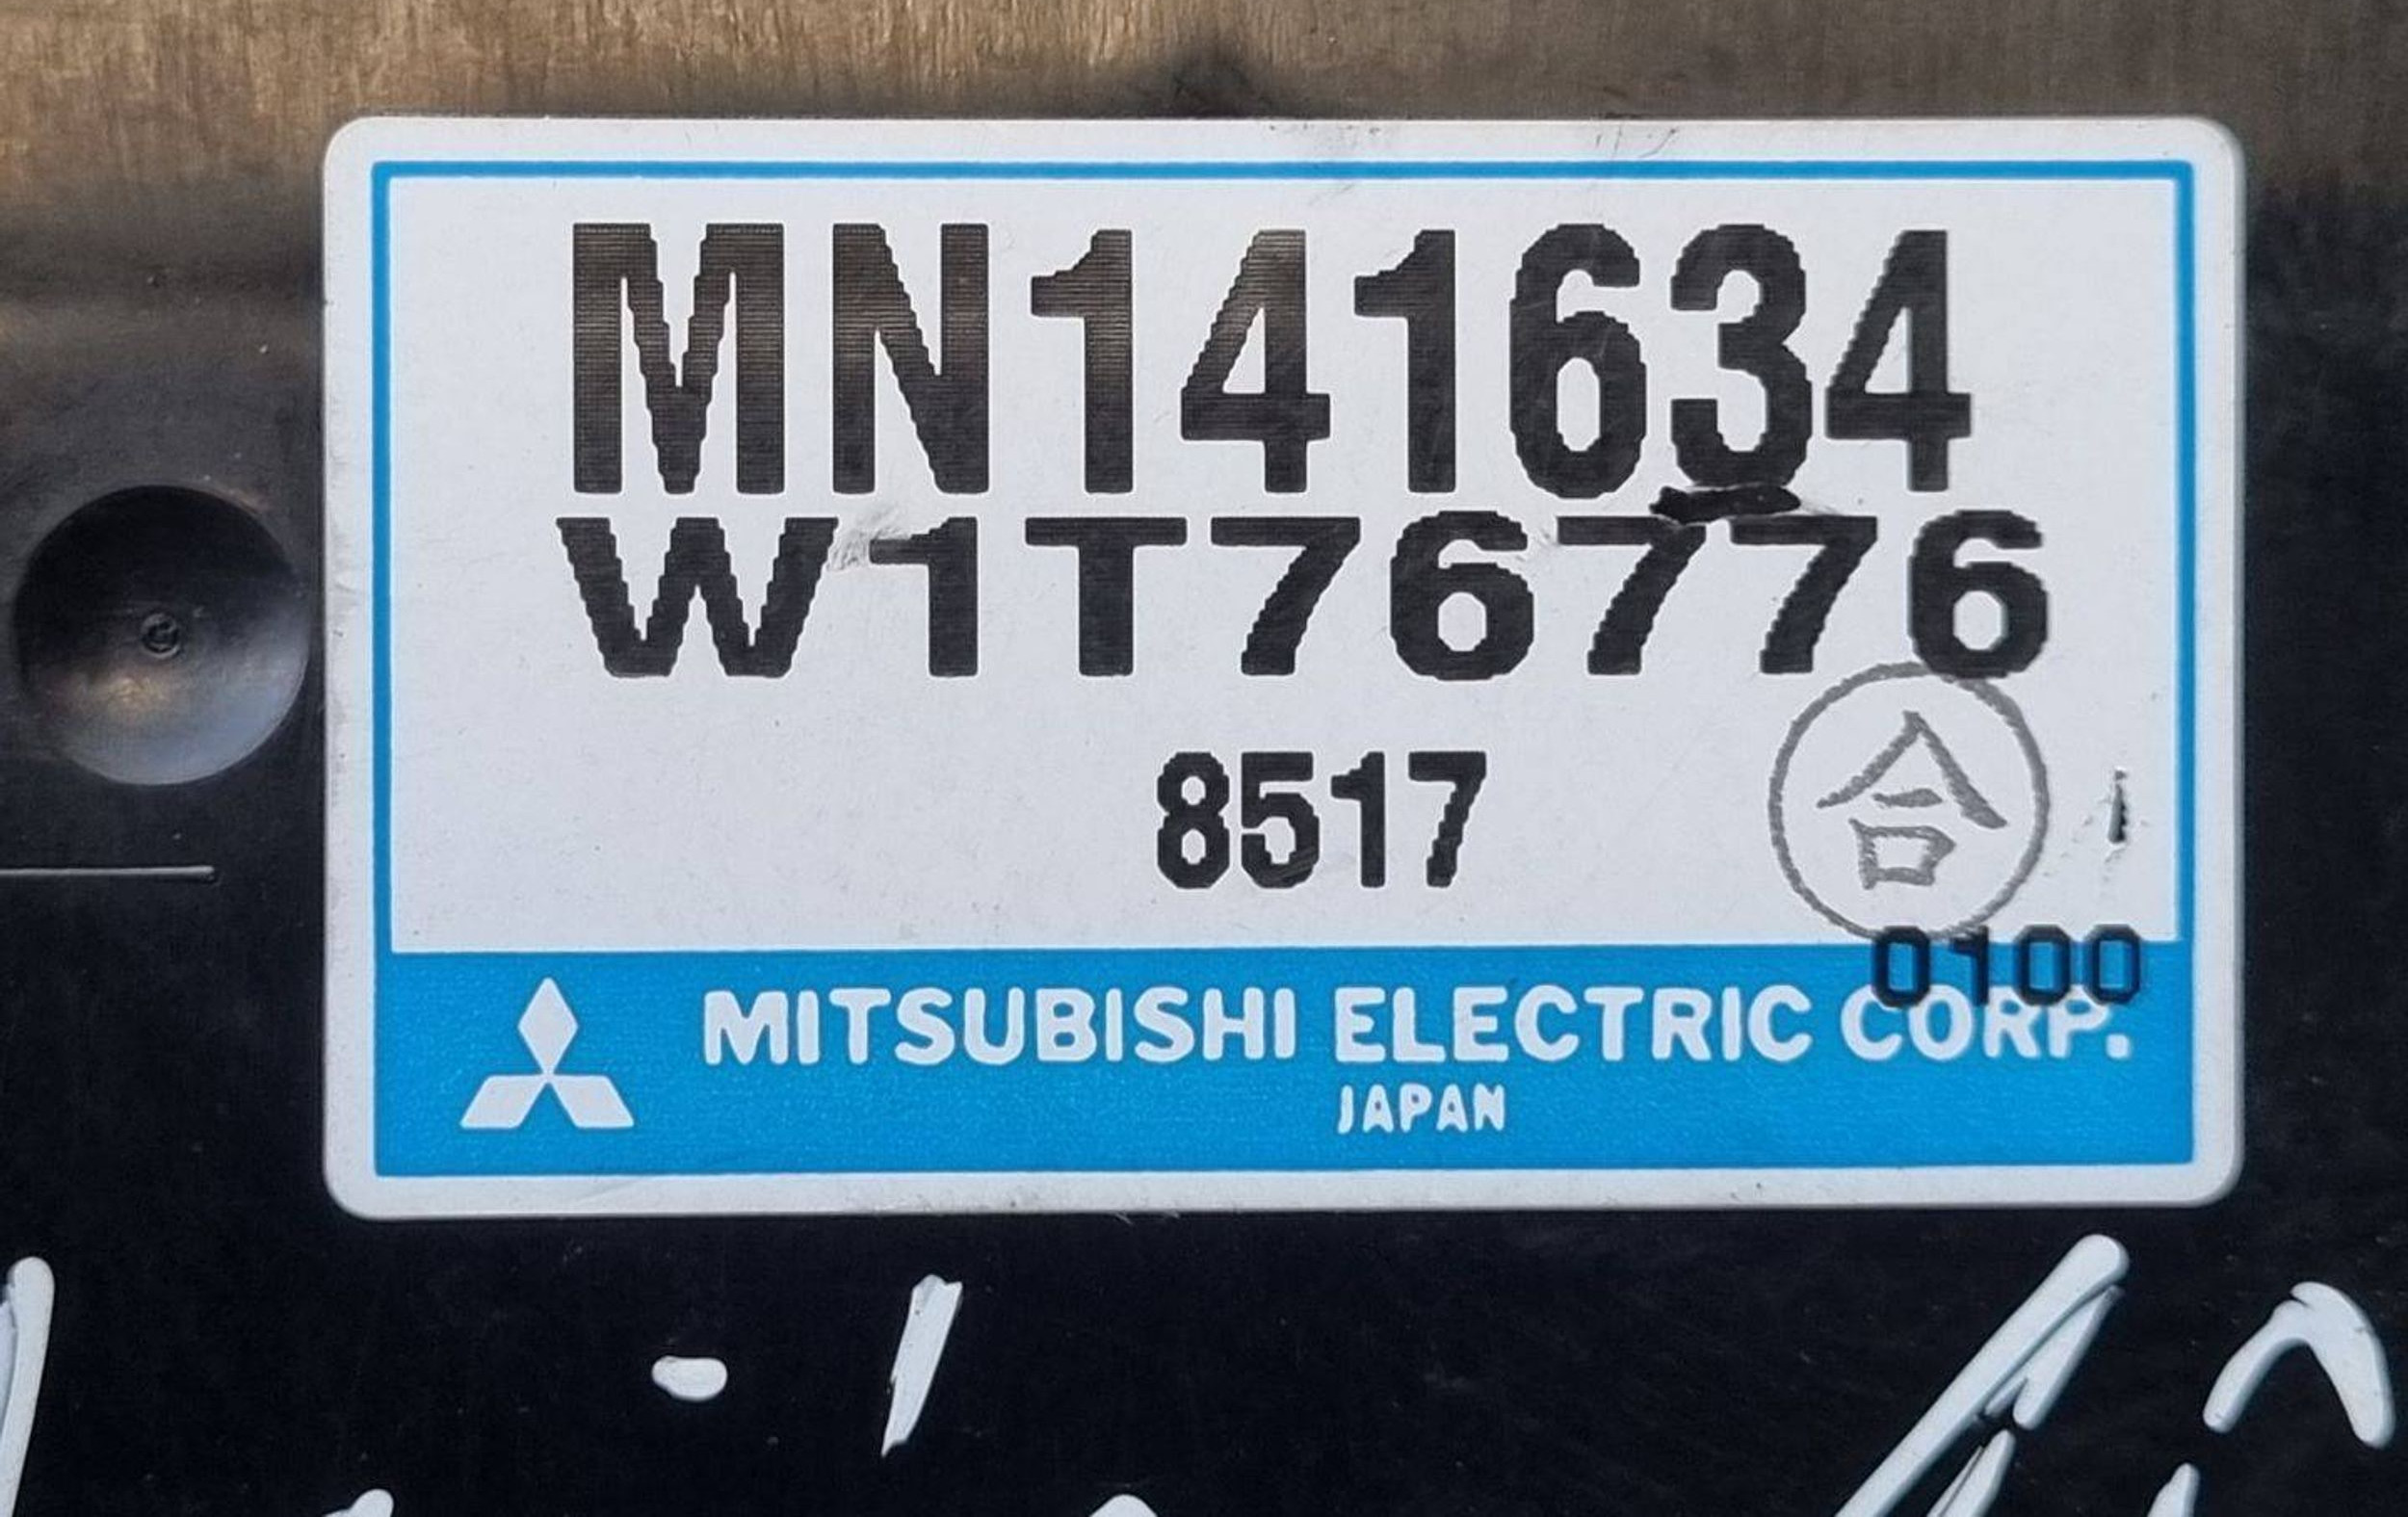 MN141634
W1T76776
8517
合
0100
MITSUBISHI ELECTRIC CORP.
JAPAN